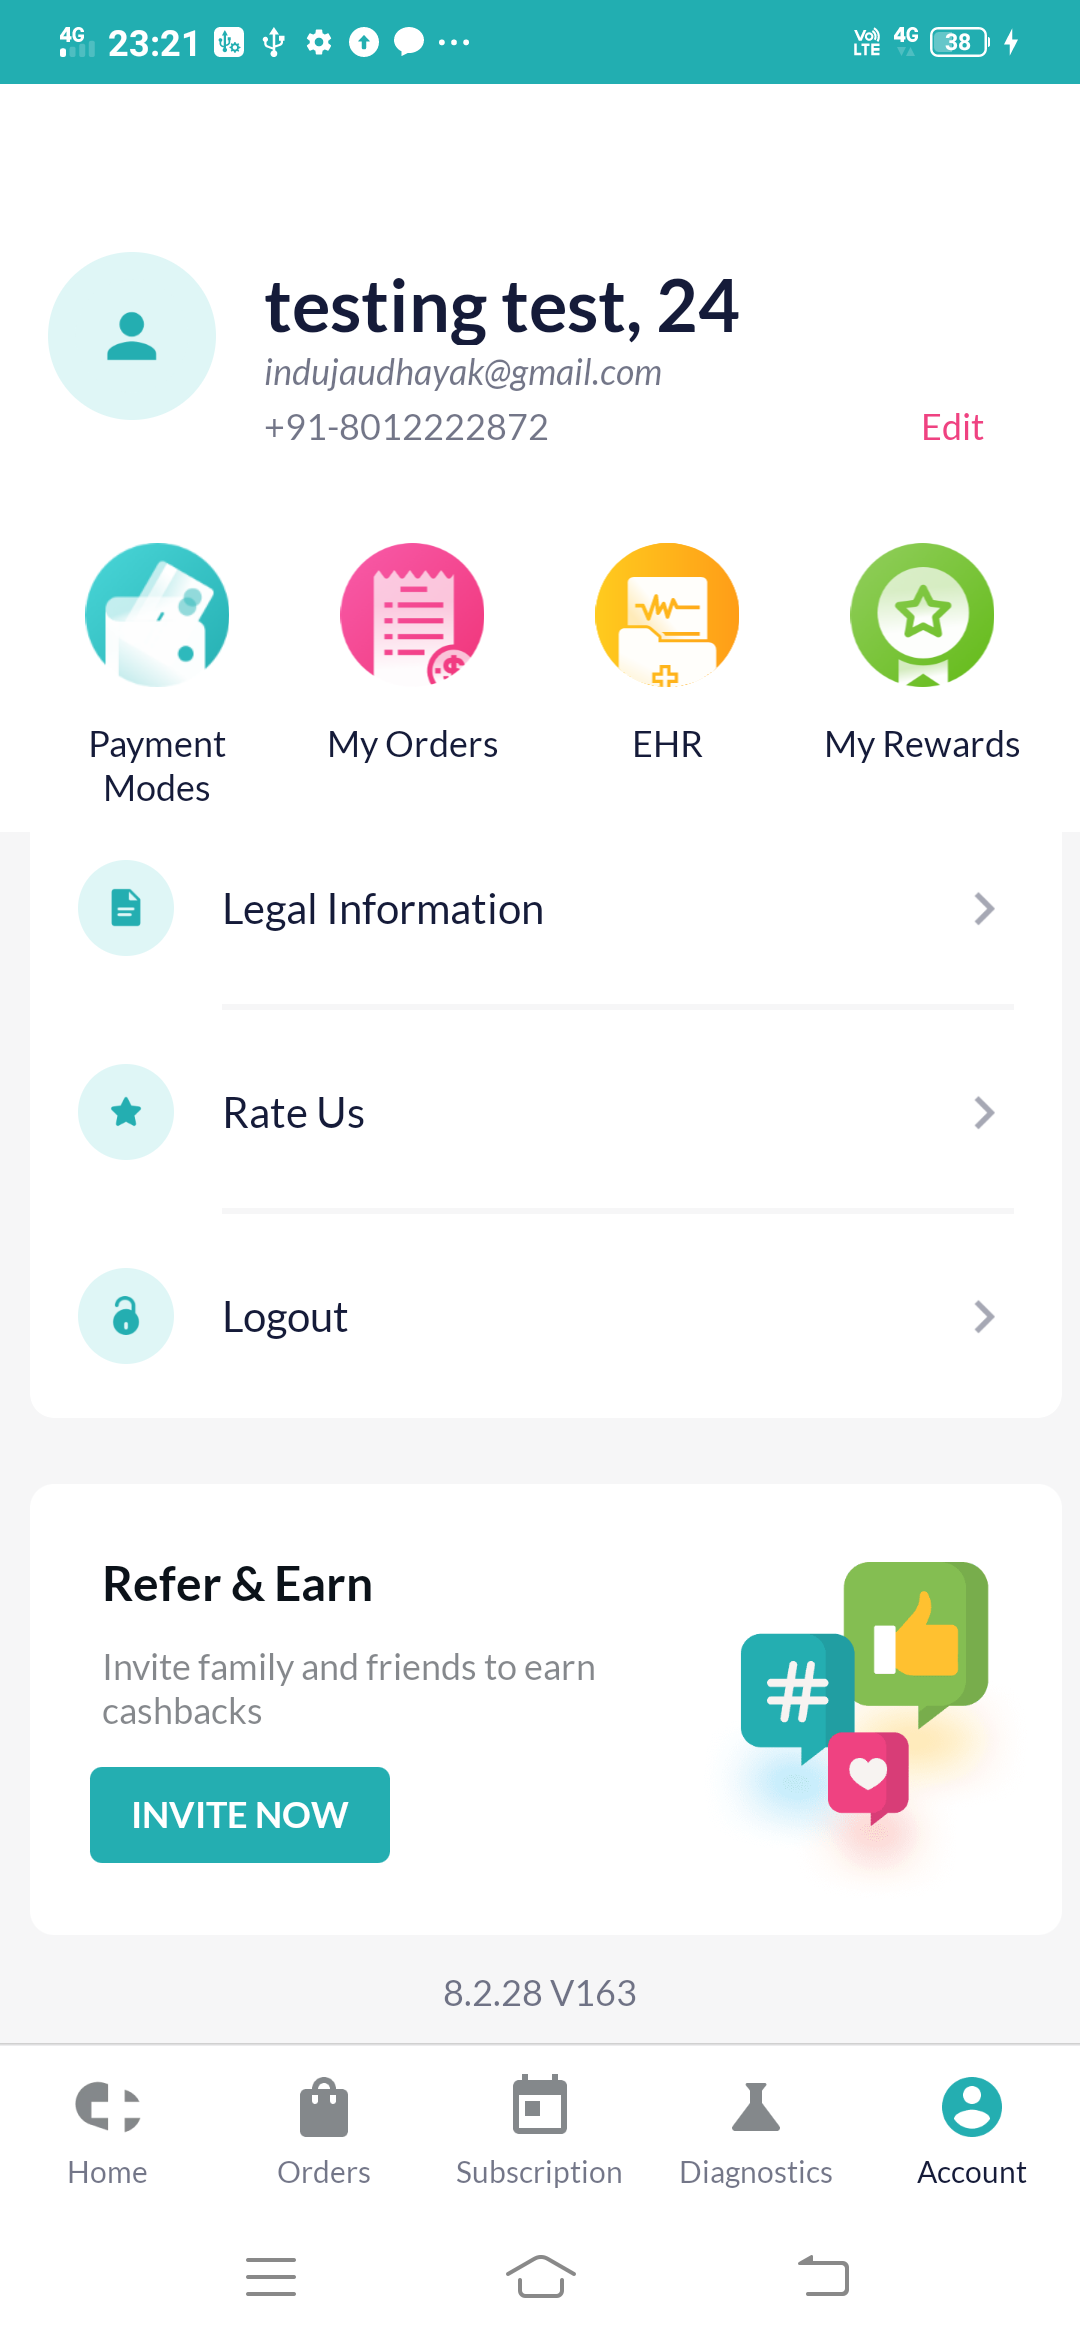 4G 23:21 Vo)) LTE 4G 38
testing test, 24
indujaudhayak@gmail.com
+91-8012222872 Edit
Payment My Orders EHR My Rewards
Modes
Legal Information
Rate Us
Logout
Refer & Earn
Invite family and friends to earn
cashbacks
INVITE NOW
8.2.28 V163
Home Orders Subscription Diagnostics Account